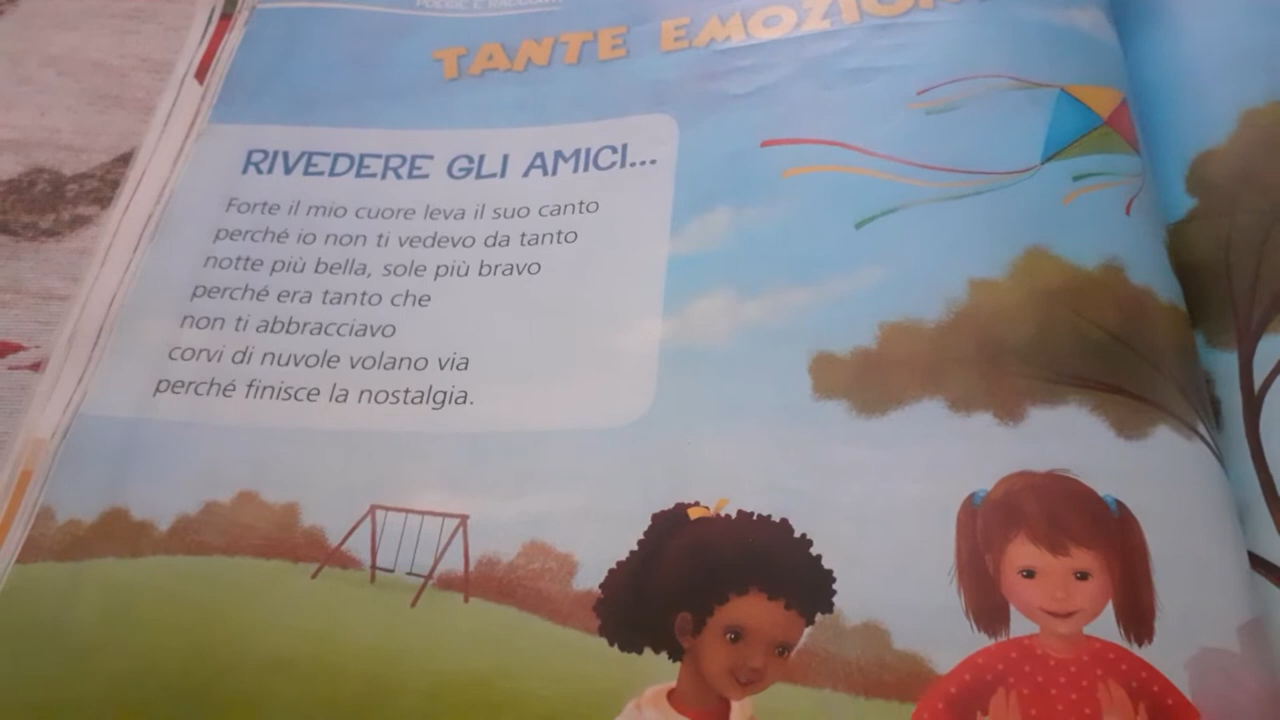 POESIE E RACCONTI
TANTE
RIVEDERE GLI AMICI...
Forte il mio cuore leva il suo canto
perché io non ti vedevo da tanto
notte più bella, sole più bravo
perché era tanto che
non ti abbracciavo
corvi di nuvole volano via
perché finisce la nostalgia.